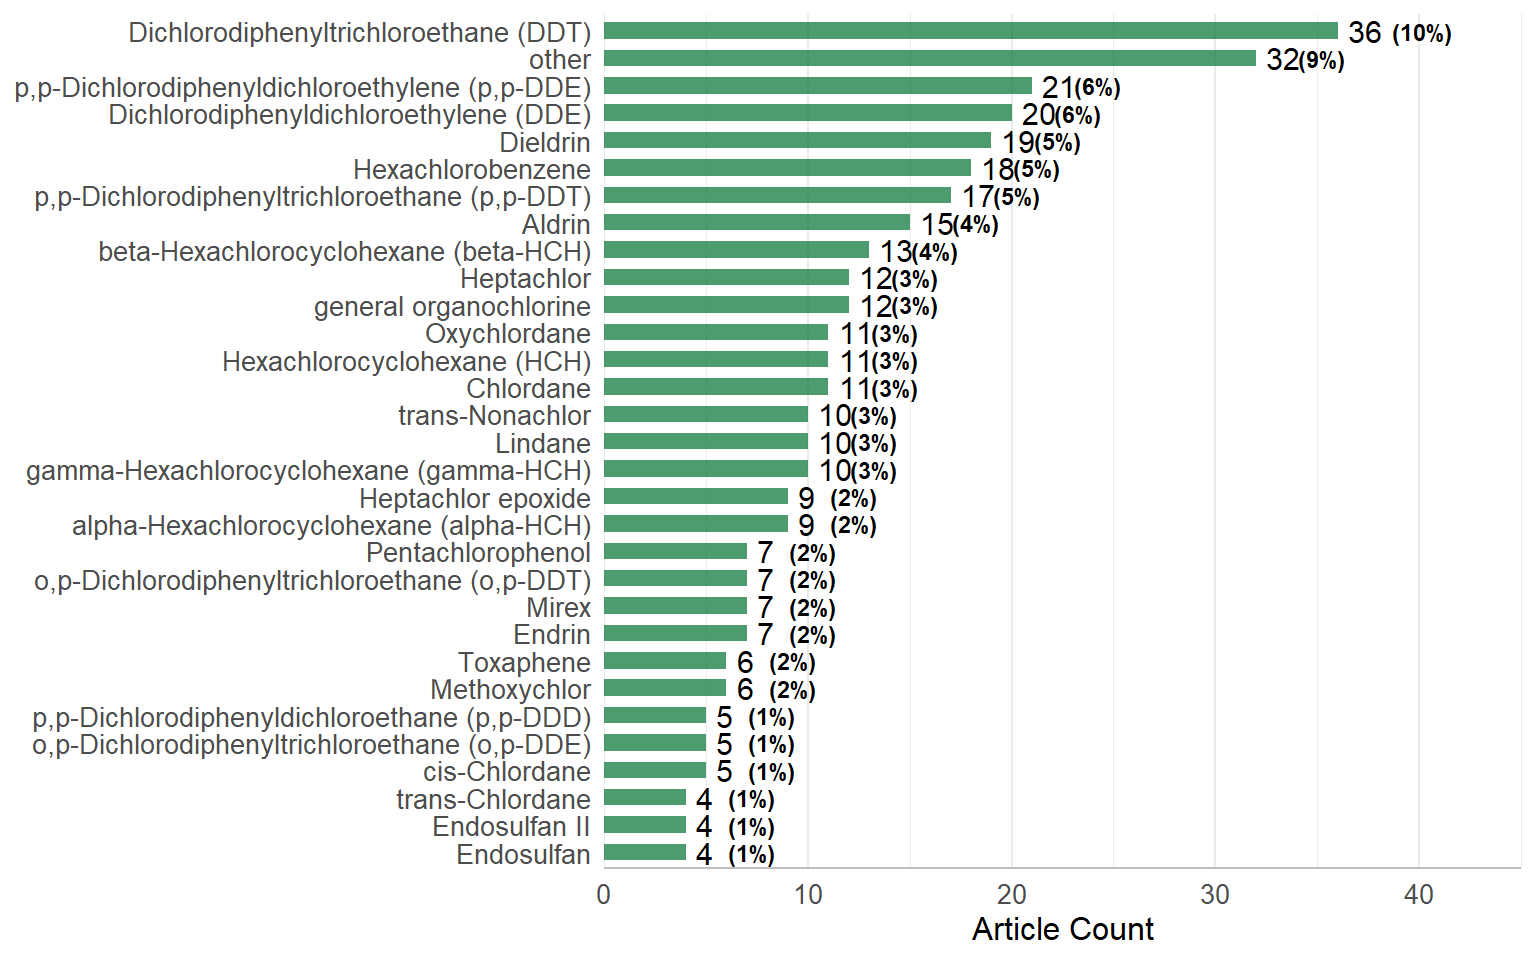 Dichlorodiphenyltrichloroethane (DDT) 36 (10%)
other 32 (9%)
p,p-Dichlorodiphenyldichloroethylene (p,p-DDE) 21 (6%)
Dichlorodiphenyldichloroethylene (DDE) 20 (6%)
Dieldrin 19 (5%)
Hexachlorobenzene 18 (5%)
p,p-Dichlorodiphenyltrichloroethane (p,p-DDT) 17 (5%)
Aldrin 15 (4%)
beta-Hexachlorocyclohexane (beta-HCH) 13 (4%)
Heptachlor 12 (3%)
general organochlorine 12 (3%)
Oxychlordane 11 (3%)
Hexachlorocyclohexane (HCH) 11 (3%)
Chlordane 11 (3%)
trans-Nonachlor 10 (3%)
Lindane 10 (3%)
gamma-Hexachlorocyclohexane (gamma-HCH) 10 (3%)
Heptachlor epoxide 9 (2%)
alpha-Hexachlorocyclohexane (alpha-HCH) 9 (2%)
Pentachlorophenol 7 (2%)
o,p-Dichlorodiphenyltrichloroethane (o,p-DDT) 7 (2%)
Mirex 7 (2%)
Endrin 7 (2%)
Toxaphene 6 (2%)
Methoxychlor 6 (2%)
p,p-Dichlorodiphenyldichloroethane (p,p-DDD) 5 (1%)
o,p-Dichlorodiphenyltrichloroethane (o,p-DDE) 5 (1%)
cis-Chlordane 5 (1%)
trans-Chlordane 4 (1%)
Endosulfan II 4 (1%)
Endosulfan 4 (1%)
0 10 20 30 40
Article Count